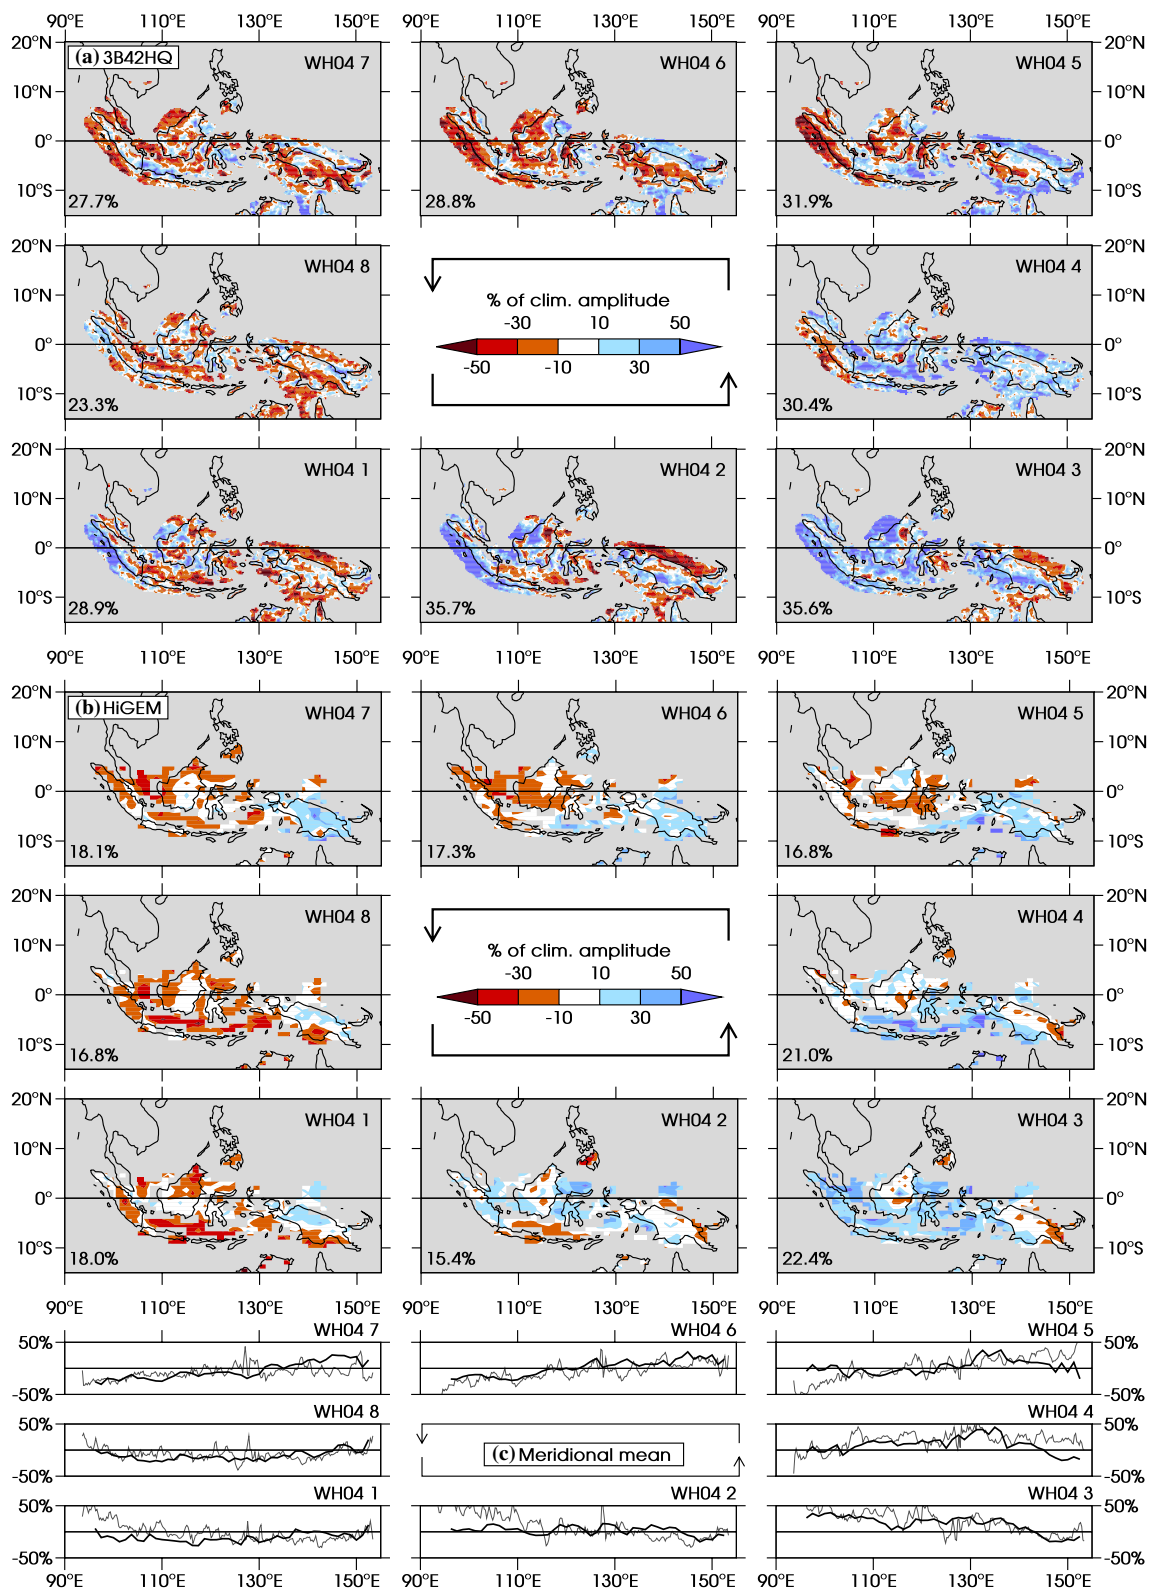 90°E 110°E 130°E 150°E 90°E 110°E 130°E 150°E 90°E 110°E 130°E 150°E
20°N (a) 3B42HQ WH04 7 WH04 6 WH04 5 20°N
10°N 10°N
0° 0°
10°S 27.7% 28.8% 31.9% 10°S
20°N WH04 8 WH04 4 20°N
10°N % of clim. amplitude 10°N
-30 10 50
0° 0°
-50 -10 30
10°S 23.3% 30.4% 10°S
20°N WH04 1 WH04 2 WH04 3 20°N
10°N 10°N
0° 0°
10°S 28.9% 35.7% 35.6% 10°S
90°E 110°E 130°E 150°E 90°E 110°E 130°E 150°E 90°E 110°E 130°E 150°E
20°N (b) HiGEM WH04 7 WH04 6 WH04 5 20°N
10°N 10°N
0° 0°
10°S 18.1% 17.3% 16.8% 10°S
20°N WH04 8 WH04 4 20°N
10°N % of clim. amplitude 10°N
-30 10 50
0° 0°
-50 -10 30
10°S 16.8% 21.0% 10°S
20°N WH04 1 WH04 2 WH04 3 20°N
10°N 10°N
0° 0°
10°S 18.0% 15.4% 22.4% 10°S
90°E 110°E 130°E 150°E 90°E 110°E 130°E 150°E 90°E 110°E 130°E 150°E
WH04 7 WH04 6 WH04 5
50% 50%
-50% -50%
WH04 8 WH04 4
50% 50%
(c) Meridional mean
-50% -50%
WH04 1 WH04 2 WH04 3
50% 50%
-50% -50%
90°E 110°E 130°E 150°E 90°E 110°E 130°E 150°E 90°E 110°E 130°E 150°E